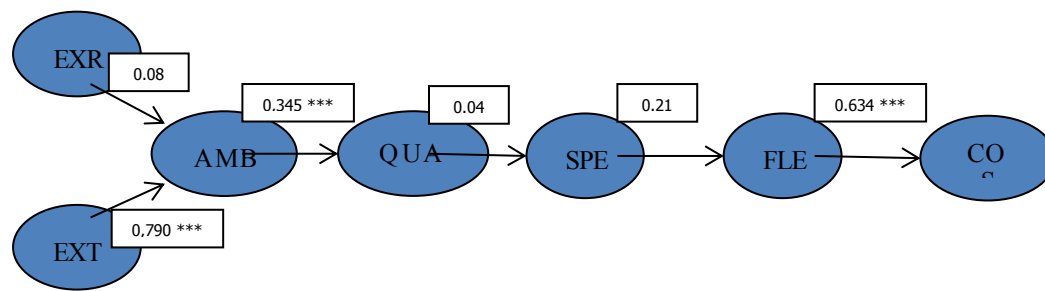 EXR
0.08
0.345 ***
0.04
0.21
0.634 ***
AMB
QUA
SPE
FLE
CO
S
EXT
0,790 ***